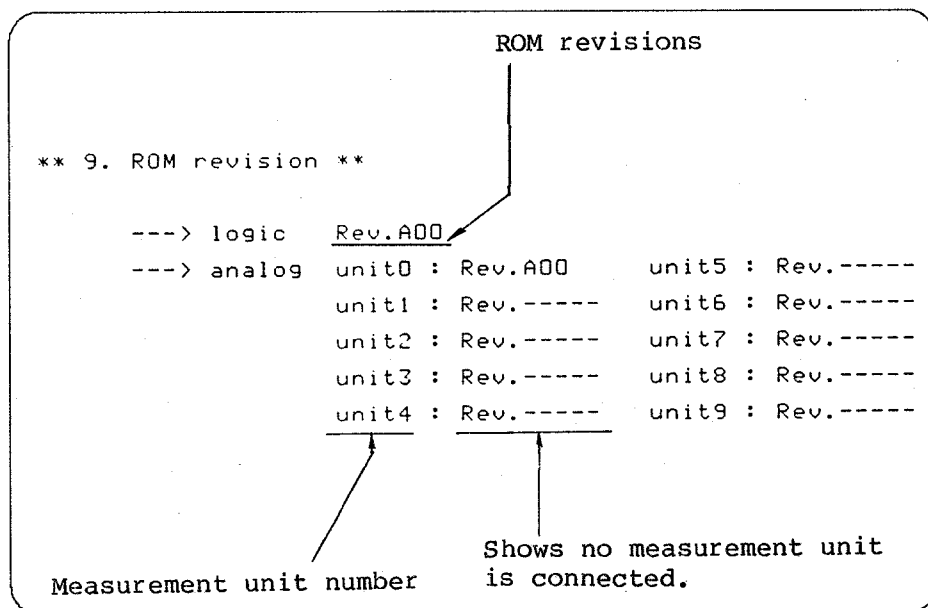 ROM revisions
** 9. ROM revision **
---> logic Rev.A00
---> analog unit0 : Rev.A00 unit5 : Rev.-----
unit1 : Rev.----- unit6 : Rev.-----
unit2 : Rev.----- unit7 : Rev.-----
unit3 : Rev.----- unit8 : Rev.-----
unit4 : Rev.----- unit9 : Rev.-----
Measurement unit number
Shows no measurement unit
is connected.